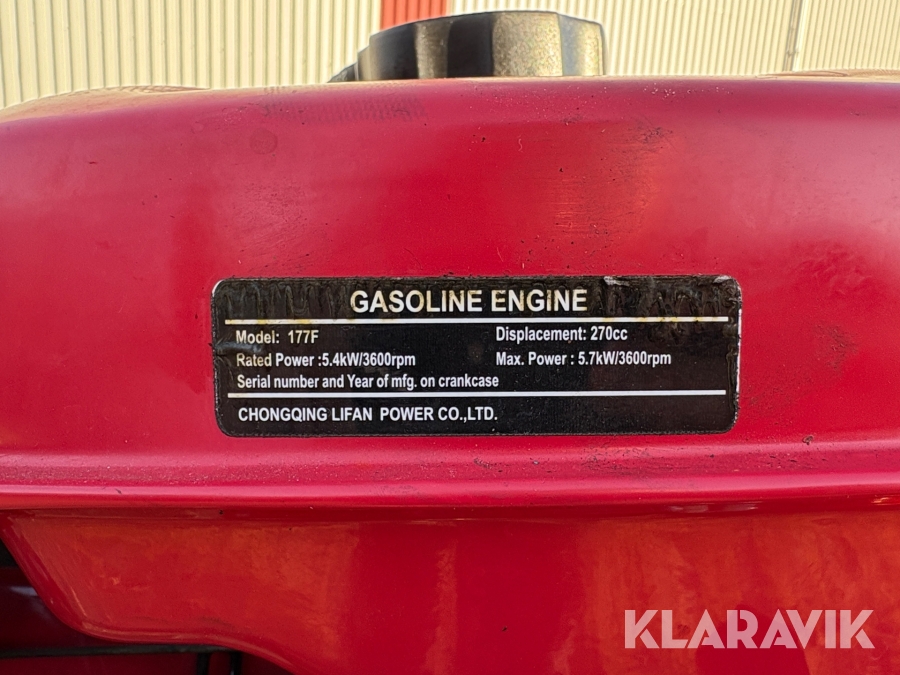 GASOLINE ENGINE
Model: 177F
Displacement: 270cc
Rated Power :5.4kW/3600rpm
Max. Power : 5.7kW/3600rpm
Serial number and Year of mfg. on crankcase
CHONGQING LIFAN POWER CO.,LTD.
KLARAVIK